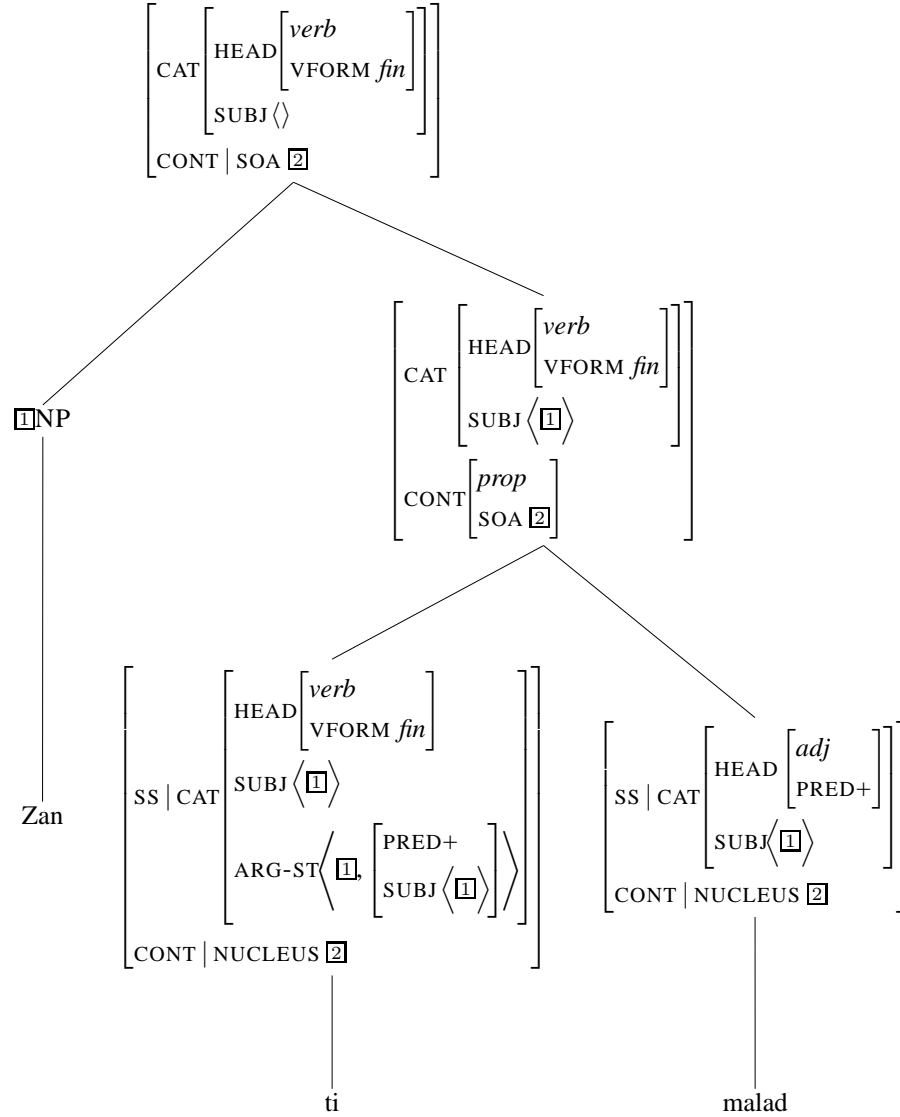 verb
HEAD
VFORM fin
CAT
SUBJ ⟨⟩
CONT | SOA 2
verb
HEAD
VFORM fin
CAT
SUBJ ⟨1⟩
prop
CONT
SOA 2
1NP
verb
HEAD
VFORM fin
SUBJ ⟨1⟩
SS | CAT
PRED+
ARG-ST⟨1, ⟩
SUBJ ⟨1⟩
CONT | NUCLEUS 2
adj
HEAD
PRED+
SS | CAT
SUBJ⟨1⟩
CONT | NUCLEUS 2
Zan
ti malad